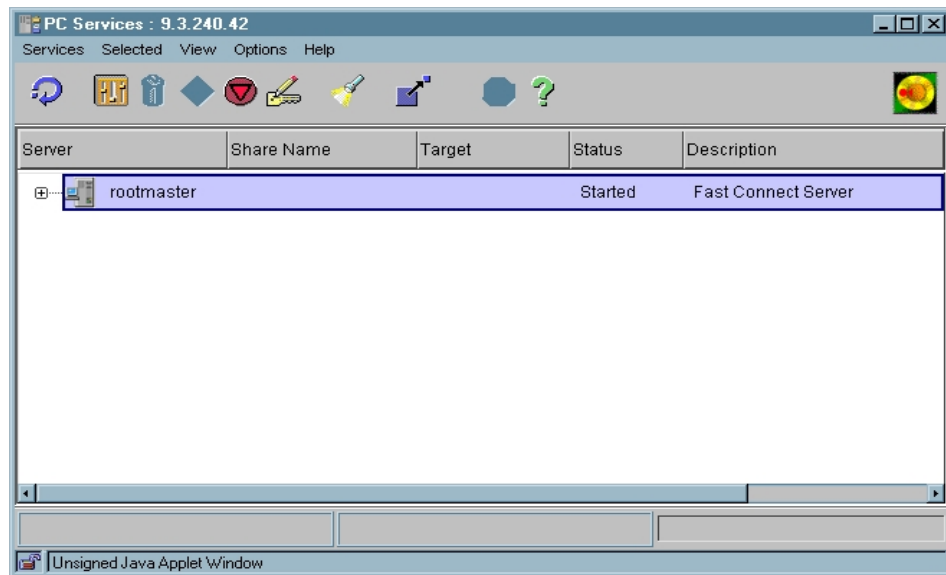 PC Services : 9.3.240.42
Services Selected View Options Help
Server Share Name Target Status Description
rootmaster Started Fast Connect Server
Unsigned Java Applet Window